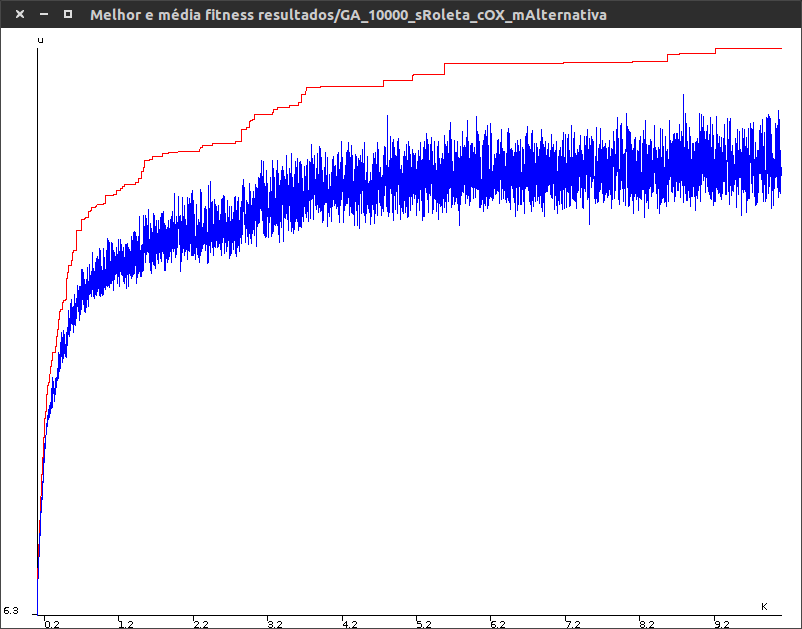 Melhor e média fitness resultados/GA_10000_sRoleta_cOX_mAlternativa
u
K
6.3
0.2 1.2 2.2 3.2 4.2 5.2 6.2 7.2 8.2 9.2